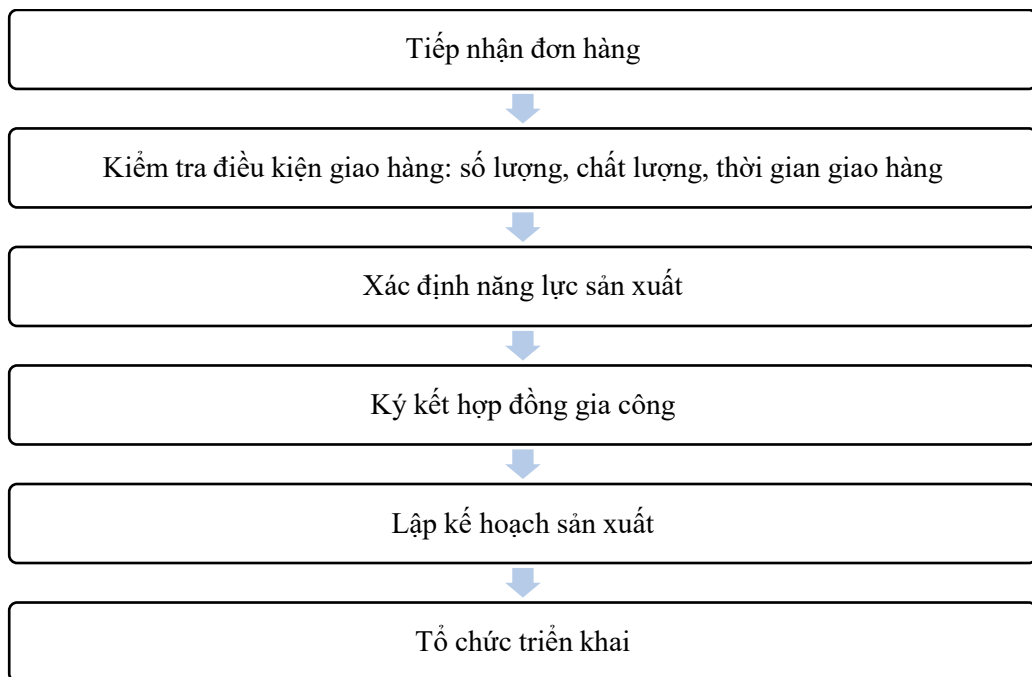 Tiếp nhận đơn hàng
Kiểm tra điều kiện giao hàng: số lượng, chất lượng, thời gian giao hàng
Xác định năng lực sản xuất
Ký kết hợp đồng gia công
Lập kế hoạch sản xuất
Tổ chức triển khai